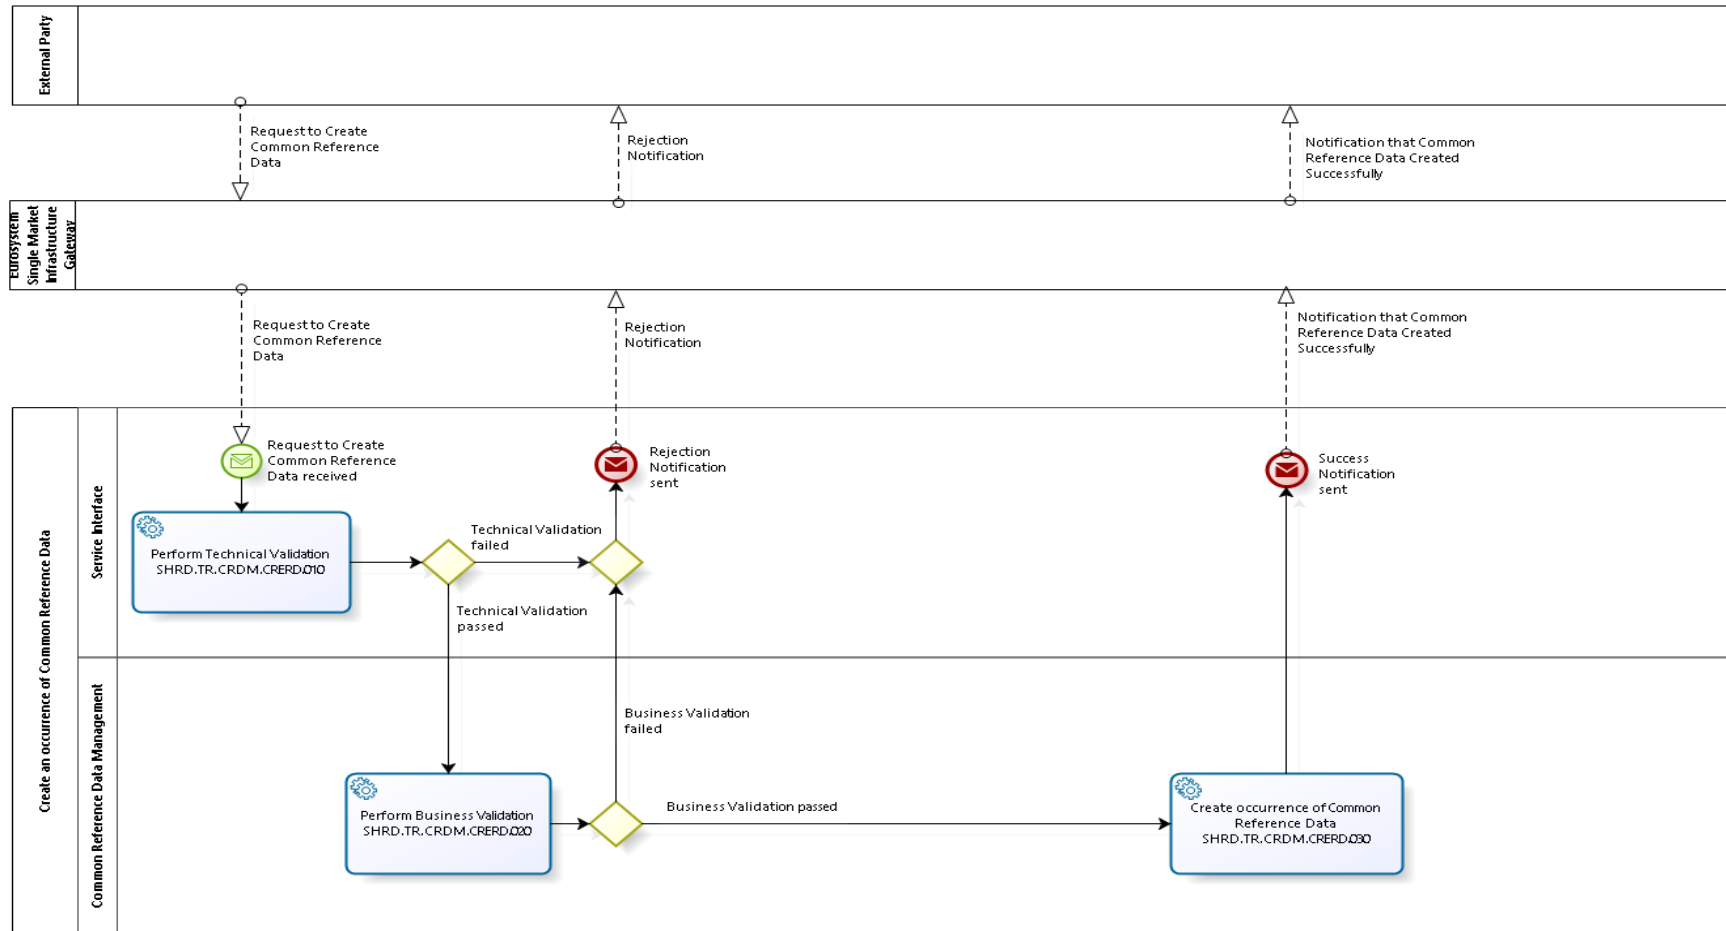 External Party
Request to Create
Common Reference
Data
Rejection
Notification
Notification that Common
Reference Data Created
Successfully
Eurosystem
Single Market
Infrastructure
Gateway
Request to Create
Common Reference
Data
Rejection
Notification
Notification that Common
Reference Data Created
Successfully
Create an occurrence of Common Reference Data
Service Interface
Request to Create
Common Reference
Data received
Rejection
Notification
sent
Success
Notification
sent
Perform Technical Validation
SHRD.TR.CRDM.CRERD.010
Technical Validation
failed
Technical Validation
passed
Common Reference Data Management
Business Validation
failed
Perform Business Validation
SHRD.TR.CRDM.CRERD.020
Business Validation passed
Create occurrence of Common
Reference Data
SHRD.TR.CRDM.CRERD.030